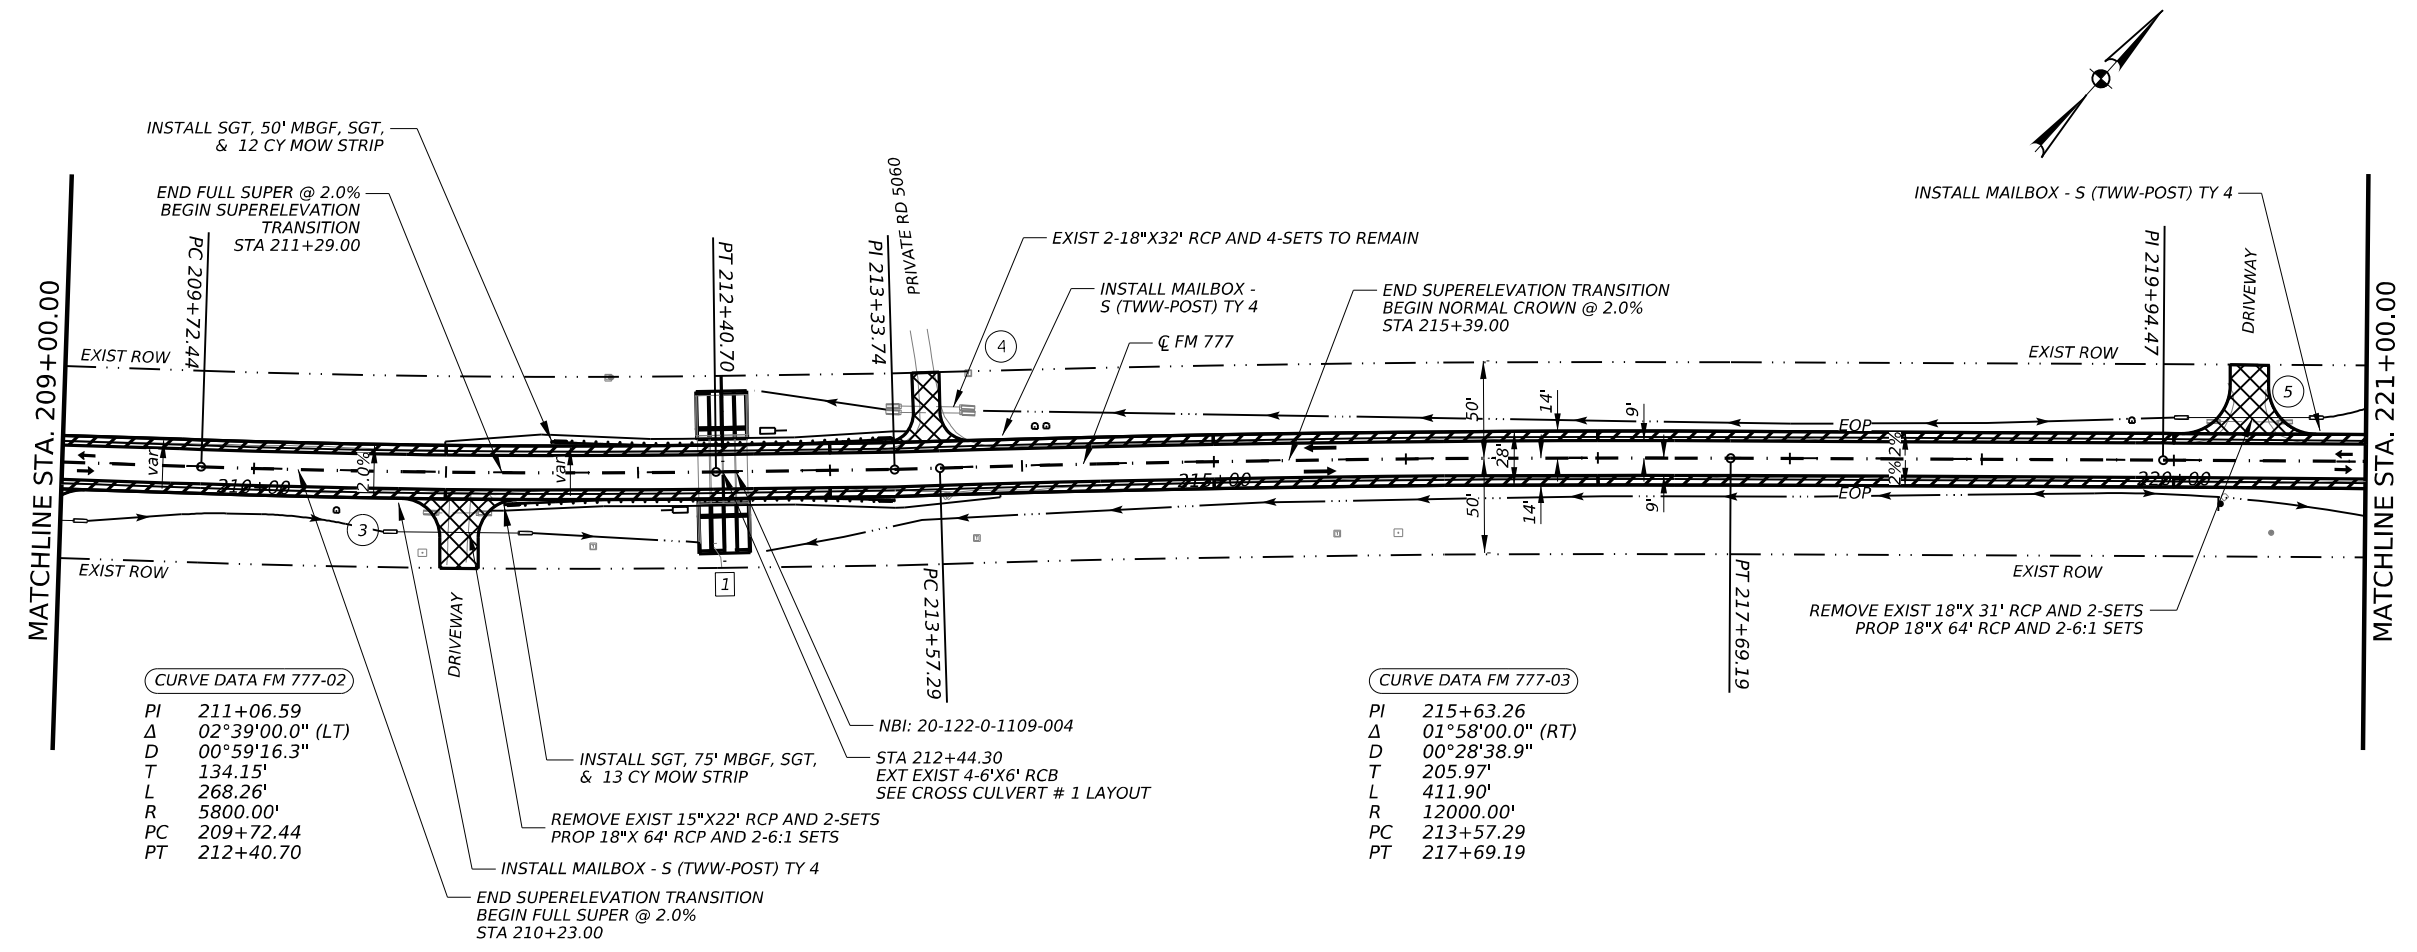 INSTALL SGT, 50' MBGF, SGT,
& 12 CY MOW STRIP
END FULL SUPER @ 2.0%
BEGIN SUPERELEVATION
TRANSITION
STA 211+29.00
INSTALL MAILBOX - S (TWW-POST) TY 4
EXIST 2-18"X32' RCP AND 4-SETS TO REMAIN
INSTALL MAILBOX -
S (TWW-POST) TY 4
℄ FM 777
END SUPERELEVATION TRANSITION
BEGIN NORMAL CROWN @ 2.0%
STA 215+39.00
MATCHLINE STA. 209+00.00
PC 209+72.44
PT 212+40.70
PI 213+33.74
PRIVATE RD 5060
PI 219+94.47
DRIVEWAY
MATCHLINE STA. 221+00.00
EXIST ROW
EXIST ROW
4
5
50'
14'
9'
EOP
var
2.0%
var
28'
2%
2%
210+00
215+00
220+00
50'
14'
9'
EOP
3
1
EXIST ROW
EXIST ROW
DRIVEWAY
PC 213+57.29
PT 217+69.19
REMOVE EXIST 18"X 31' RCP AND 2-SETS
PROP 18"X 64' RCP AND 2-6:1 SETS
CURVE DATA FM 777-02
PI 211+06.59
Δ 02°39'00.0" (LT)
D 00°59'16.3"
T 134.15'
L 268.26'
R 5800.00'
PC 209+72.44
PT 212+40.70
NBI: 20-122-0-1109-004
STA 212+44.30
EXT EXIST 4-6'X6' RCB
SEE CROSS CULVERT # 1 LAYOUT
INSTALL SGT, 75' MBGF, SGT,
& 13 CY MOW STRIP
REMOVE EXIST 15"X22' RCP AND 2-SETS
PROP 18"X 64' RCP AND 2-6:1 SETS
INSTALL MAILBOX - S (TWW-POST) TY 4
END SUPERELEVATION TRANSITION
BEGIN FULL SUPER @ 2.0%
STA 210+23.00
CURVE DATA FM 777-03
PI 215+63.26
Δ 01°58'00.0" (RT)
D 00°28'38.9"
T 205.97'
L 411.90'
R 12000.00'
PC 213+57.29
PT 217+69.19